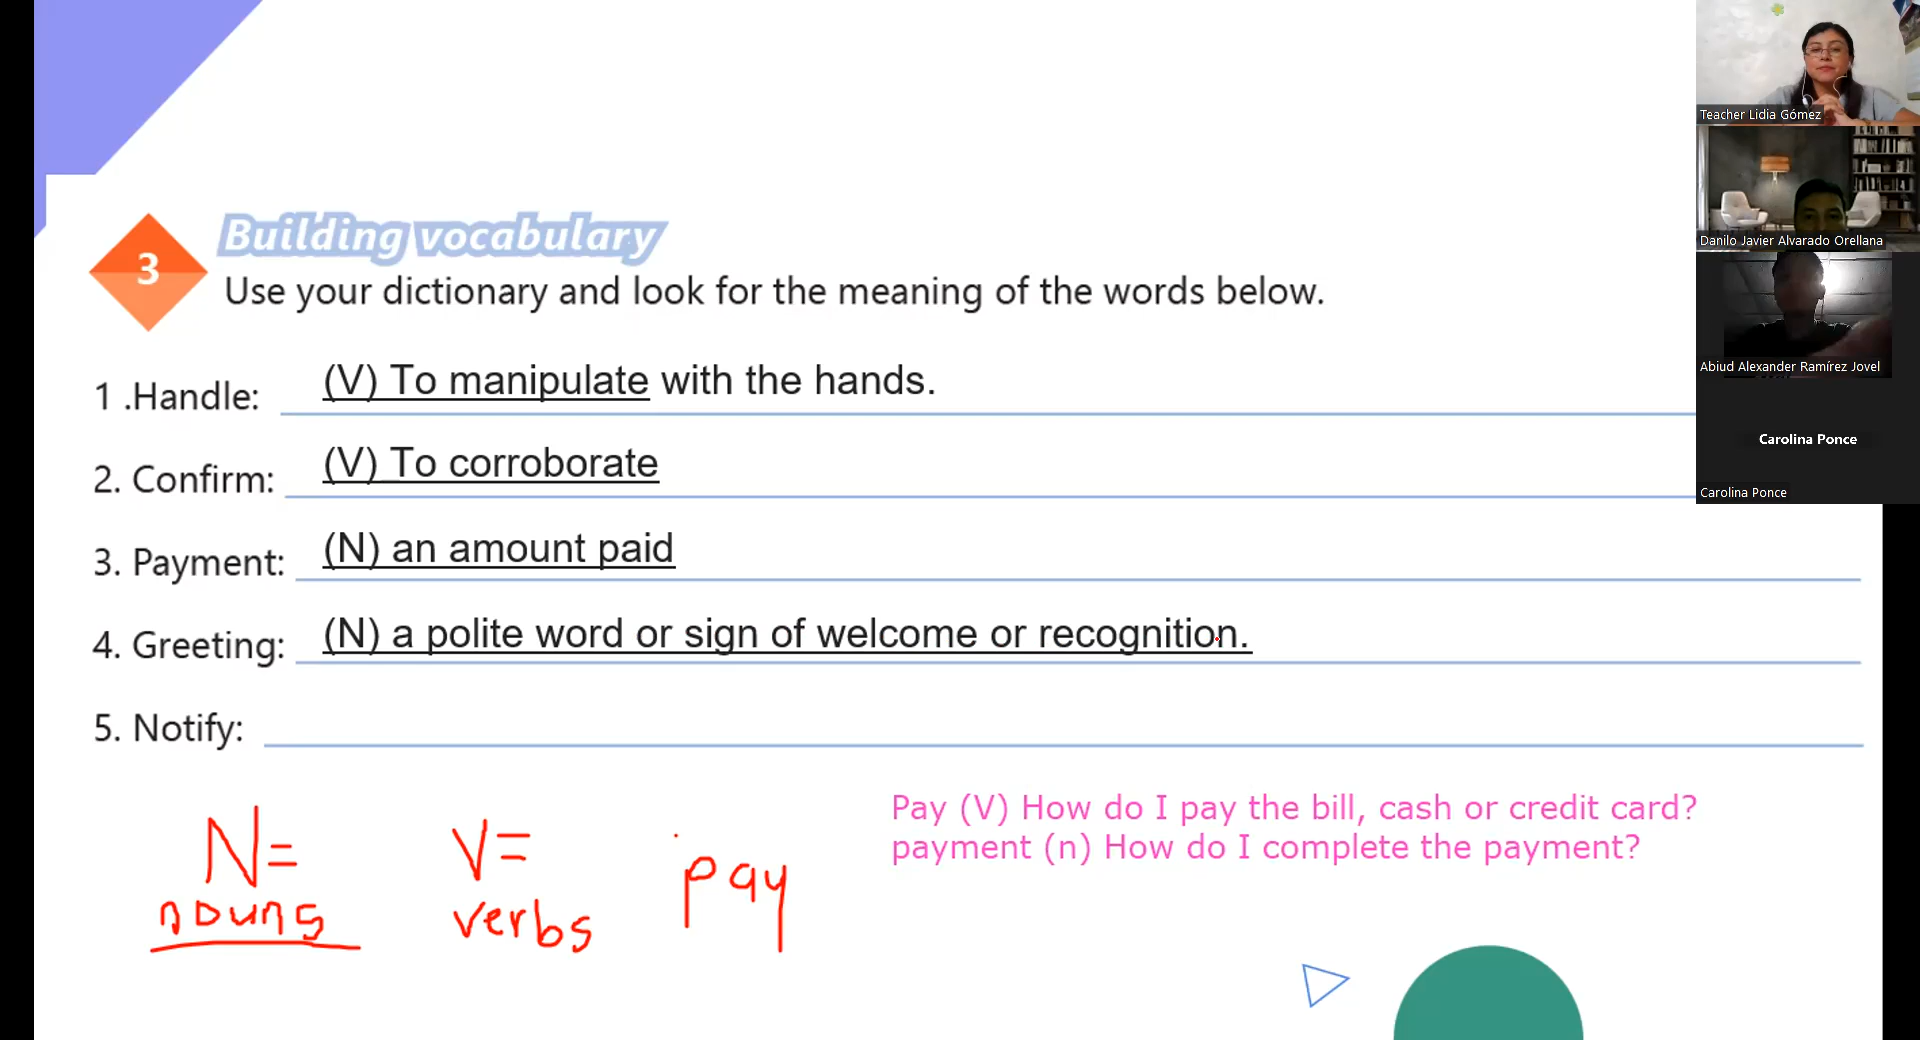 3
Building vocabulary
Use your dictionary and look for the meaning of the words below.
1 .Handle: (V) To manipulate with the hands.
2. Confirm: (V) To corroborate
3. Payment: (N) an amount paid
4. Greeting: (N) a polite word or sign of welcome or recognition.
5. Notify:
Pay (V) How do I pay the bill, cash or credit card?
payment (n) How do I complete the payment?
N=
nouns
V=
verbs
pay
Teacher Lidia Gómez
Danilo Javier Alvarado Orellana
Abiud Alexander Ramírez Jovel
Carolina Ponce
Carolina Ponce